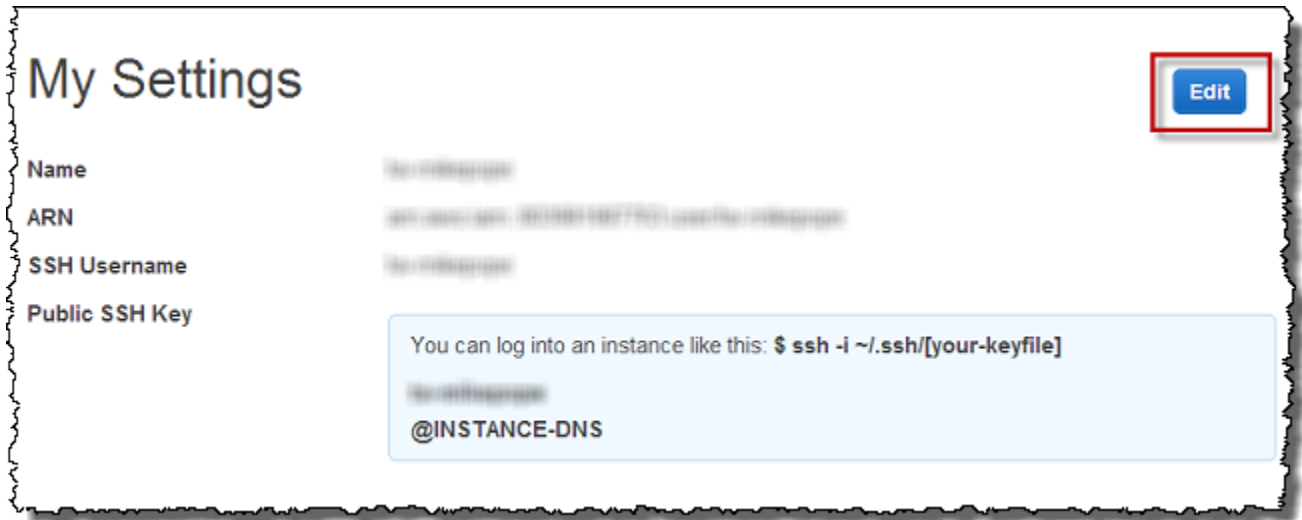 My Settings
Edit
Name
ARN
SSH Username
Public SSH Key
You can log into an instance like this: $ ssh -i ~/.ssh/[your-keyfile]
@INSTANCE-DNS